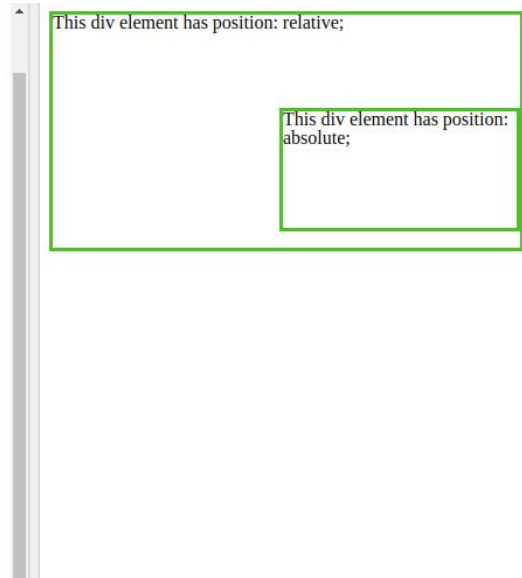 This div element has position: relative;
This div element has position:
absolute;